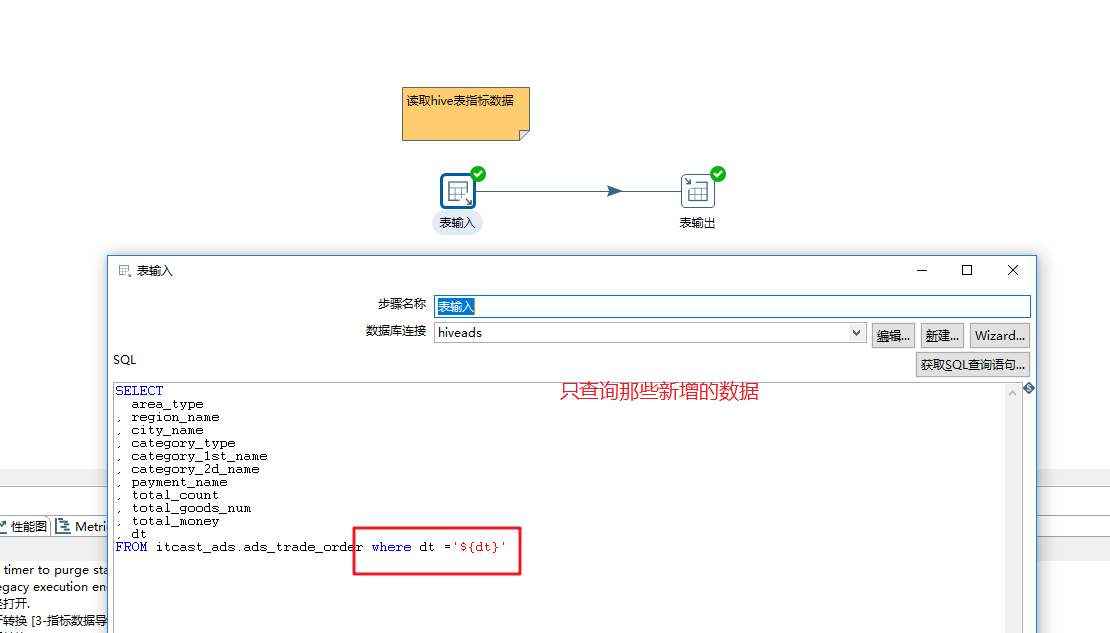 读取hive表指标数据
表输入
表输出
表输入
步骤名称
表输入
数据库连接
hiveads
编辑...
新建...
Wizard...
SQL
获取SQL查询语句...
只查询那些新增的数据
SELECT
area_type
, region_name
, city_name
, category_type
, category_1st_name
, category_2d_name
, payment_name
, total_count
, total_goods_num
, total_money
, dt
FROM itcast_ads.ads_trade_order where dt ='${dt}'
性能图
Metri
timer to purge sta
egacy execution en
打开.
转换 [3-指标数据导